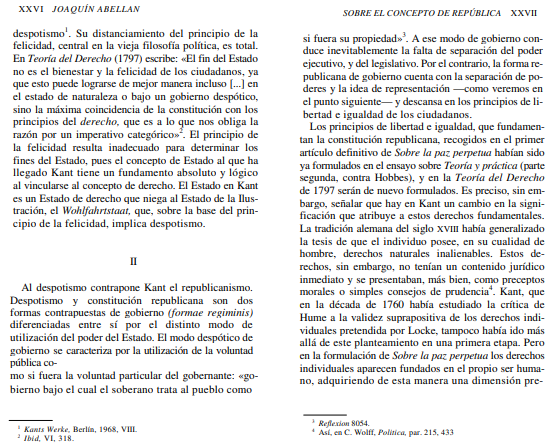 XXVI JOAQUÍN ABELLAN
despotismo1. Su distanciamiento del principio de la
felicidad, central en la vieja filosofía política, es total.
En Teoría del Derecho (1797) escribe: «El fin del Estado
no es el bienestar y la felicidad de los ciudadanos, ya
que esto puede lograrse de mejor manera incluso [...] en
el estado de naturaleza o bajo un gobierno despótico,
sino la máxima coincidencia de la constitución con los
principios del derecho, que es a lo que nos obliga la
razón por un imperativo categórico»2. El principio de
la felicidad resulta inadecuado para determinar los
fines del Estado, pues el concepto de Estado al que ha
llegado Kant tiene un fundamento absoluto y lógico
al vincularse al concepto de derecho. El Estado en Kant
es un Estado de derecho que niega al Estado de la Ilus-
tración, el Wohlfahrtstaat, que, sobre la base del prin-
cipio de la felicidad, implica despotismo.
II
Al despotismo contrapone Kant el republicanismo.
Despotismo y constitución republicana son dos
formas contrapuestas de gobierno (formae regiminis)
diferenciadas entre sí por el distinto modo de
utilización del poder del Estado. El modo despótico de
gobierno se caracteriza por la utilización de la voluntad
pública co-
mo si fuera la voluntad particular del gobernante: «go-
bierno bajo el cual el soberano trata al pueblo como
1 Kants Werke, Berlín, 1968, VIII.
2 Ibid, VI, 318.
SOBRE EL CONCEPTO DE REPÚBLICA XXVII
si fuera su propiedad»3. A ese modo de gobierno con-
duce inevitablemente la falta de separación del poder
ejecutivo, y del legislativo. Por el contrario, la forma re-
publicana de gobierno cuenta con la separación de po-
deres y la idea de representación —como veremos en
el punto siguiente— y descansa en los principios de li-
bertad e igualdad de los ciudadanos.
Los principios de libertad e igualdad, que fundamen-
tan la constitución republicana, recogidos en el primer
artículo definitivo de Sobre la paz perpetua habían sido
ya formulados en el ensayo sobre Teoría y práctica (parte
segunda, contra Hobbes), y en la Teoría del Derecho
de 1797 serán de nuevo formulados. Es preciso, sin em-
bargo, señalar que hay en Kant un cambio en la signi-
ficación que atribuye a estos derechos fundamentales.
La tradición alemana del siglo XVIII había generalizado
la tesis de que el individuo posee, en su cualidad de
hombre, derechos naturales inalienables. Estos de-
rechos, sin embargo, no tenían un contenido jurídico
inmediato y se presentaban, más bien, como preceptos
morales o simples consejos de prudencia4. Kant, que
en la década de 1760 había estudiado la crítica de
Hume a la validez suprapositiva de los derechos indi-
viduales pretendida por Locke, tampoco había ido más
allá de este planteamiento en una primera etapa. Pero
en la formulación de Sobre la paz perpetua los derechos
individuales aparecen fundados en el propio ser huma-
no, adquiriendo de esta manera una dimensión pre-
3 Reflexion 8054.
4 Así, en C. Wolff, Politica, par. 215, 433